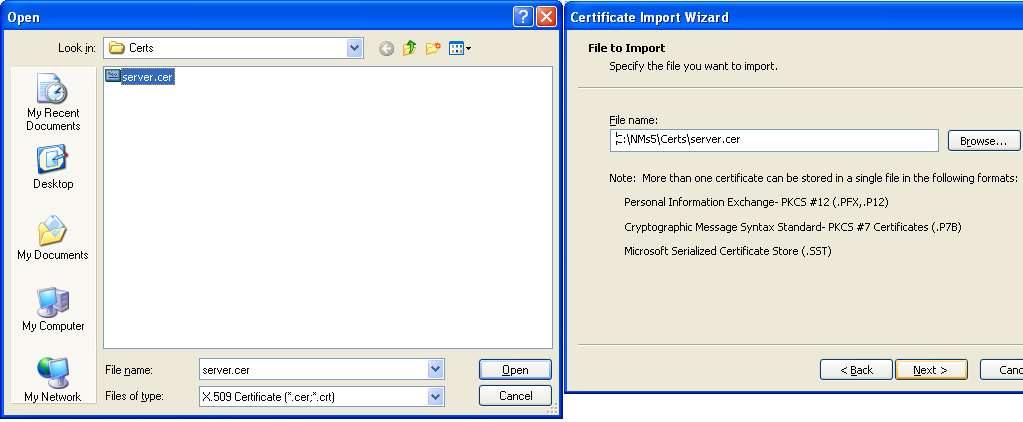 Open
Look in:
Certs
server.cer
My Recent
Documents
Desktop
My Documents
My Computer
My Network
File name:
server.cer
Open
Files of type:
X.509 Certificate (*.cer;*.crt)
Cancel
Certificate Import Wizard
File to Import
Specify the file you want to import.
File name:
:\NMs5\Certs\server.cer
Browse...
Note: More than one certificate can be stored in a single file in the following formats:
Personal Information Exchange- PKCS #12 (.PFX,.P12)
Cryptographic Message Syntax Standard- PKCS #7 Certificates (.P7B)
Microsoft Serialized Certificate Store (.SST)
< Back
Next >
Canc